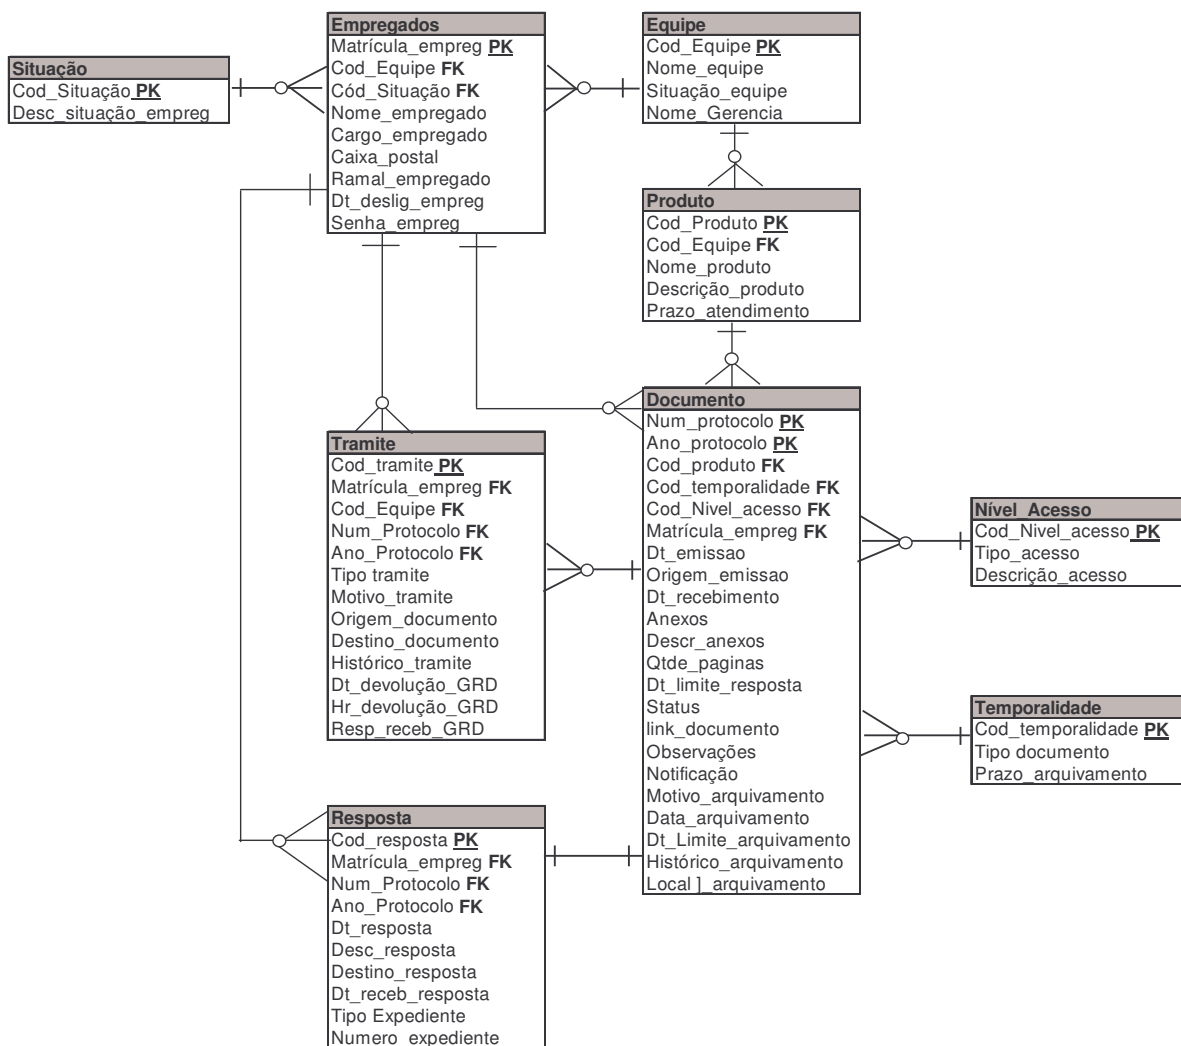 Empregados
Matrícula_empreg PK
Cod_Equipe FK
Cód_Situação FK
Nome_empregado
Cargo_empregado
Caixa_postal
Ramal_empregado
Dt_deslig_empreg
Senha_empreg
Equipe
Cod_Equipe PK
Nome_equipe
Situação_equipe
Nome_Gerencia
Situação
Cod_Situação PK
Desc_situação_empreg
Produto
Cod_Produto PK
Cod_Equipe FK
Nome_produto
Descrição_produto
Prazo_atendimento
Tramite
Cod_tramite PK
Matrícula_empreg FK
Cod_Equipe FK
Num_Protocolo FK
Ano_Protocolo FK
Tipo tramite
Motivo_tramite
Origem_documento
Destino_documento
Histórico_tramite
Dt_devolução_GRD
Hr_devolução_GRD
Resp_receb_GRD
Documento
Num_protocolo PK
Ano_protocolo PK
Cod_produto FK
Cod_temporalidade FK
Cod_Nivel_acesso FK
Matrícula_empreg FK
Dt_emissao
Origem_emissao
Dt_recebimento
Anexos
Descr_anexos
Qtde_paginas
Dt_limite_resposta
Status
link_documento
Observações
Notificação
Motivo_arquivamento
Data_arquivamento
Dt_Limite_arquivamento
Histórico_arquivamento
Local ]_arquivamento
Nível_Acesso
Cod_Nivel_acesso PK
Tipo_acesso
Descrição_acesso
Temporalidade
Cod_temporalidade PK
Tipo documento
Prazo_arquivamento
Resposta
Cod_resposta PK
Matrícula_empreg FK
Num_Protocolo FK
Ano_Protocolo FK
Dt_resposta
Desc_resposta
Destino_resposta
Dt_receb_resposta
Tipo Expediente
Numero_expediente